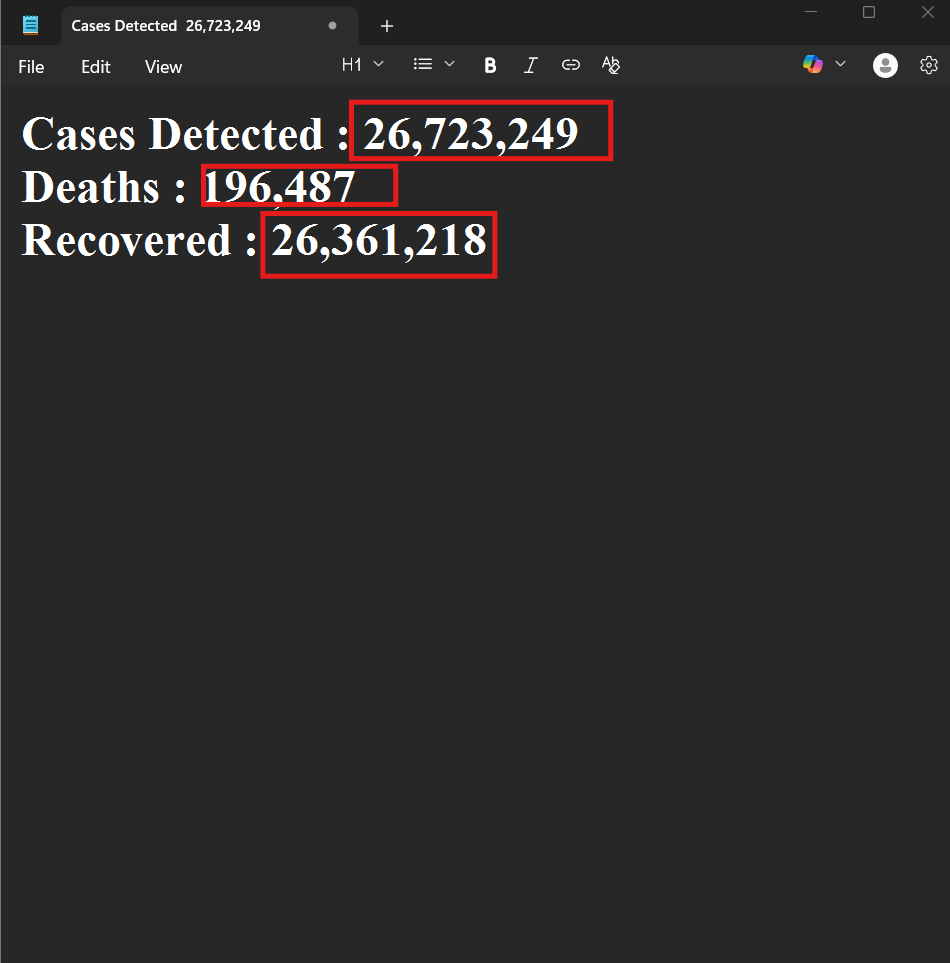 Cases Detected 26,723,249
File Edit View H1 B I
Cases Detected : 26,723,249
Deaths : 196,487
Recovered : 26,361,218